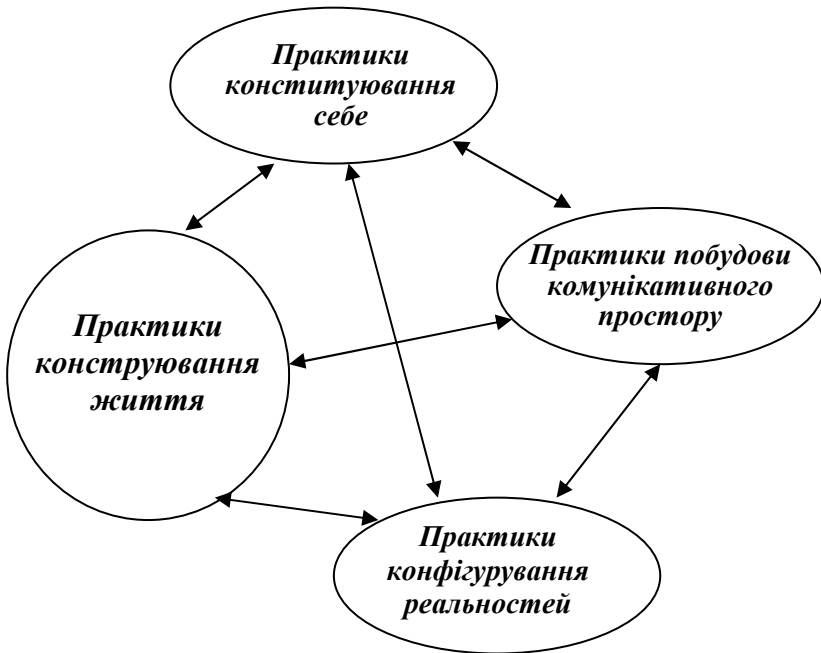 Практики
конституювання
себе
Практики побудови
комунікативного
простору
Практики
конструювання
життя
Практики
конфігурування
реальностей